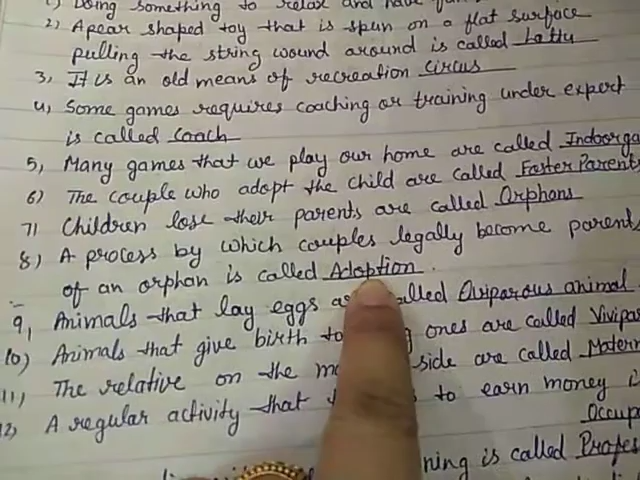 1) Doing something to relax and have fun
2) A pear shaped toy that is spun on a flat surface
pulling the string wound around is called Lattu
3, It is an old means of recreation Circus
4, Some games requires coaching or training under expert
is called Coach
5, Many games that we play our home are called Indoor
6) The couple who adopt the child are called Foster Parents
7) Children lose their parents are called Orphans
8) A process by which couples legally become parents
of an orphan is called Adoption.
9, Animals that lay eggs called Oviparous animal.
10) Animals that give birth to ones are called
11) The relative on the side are called
12) A regular activity that to earn money
ning is called